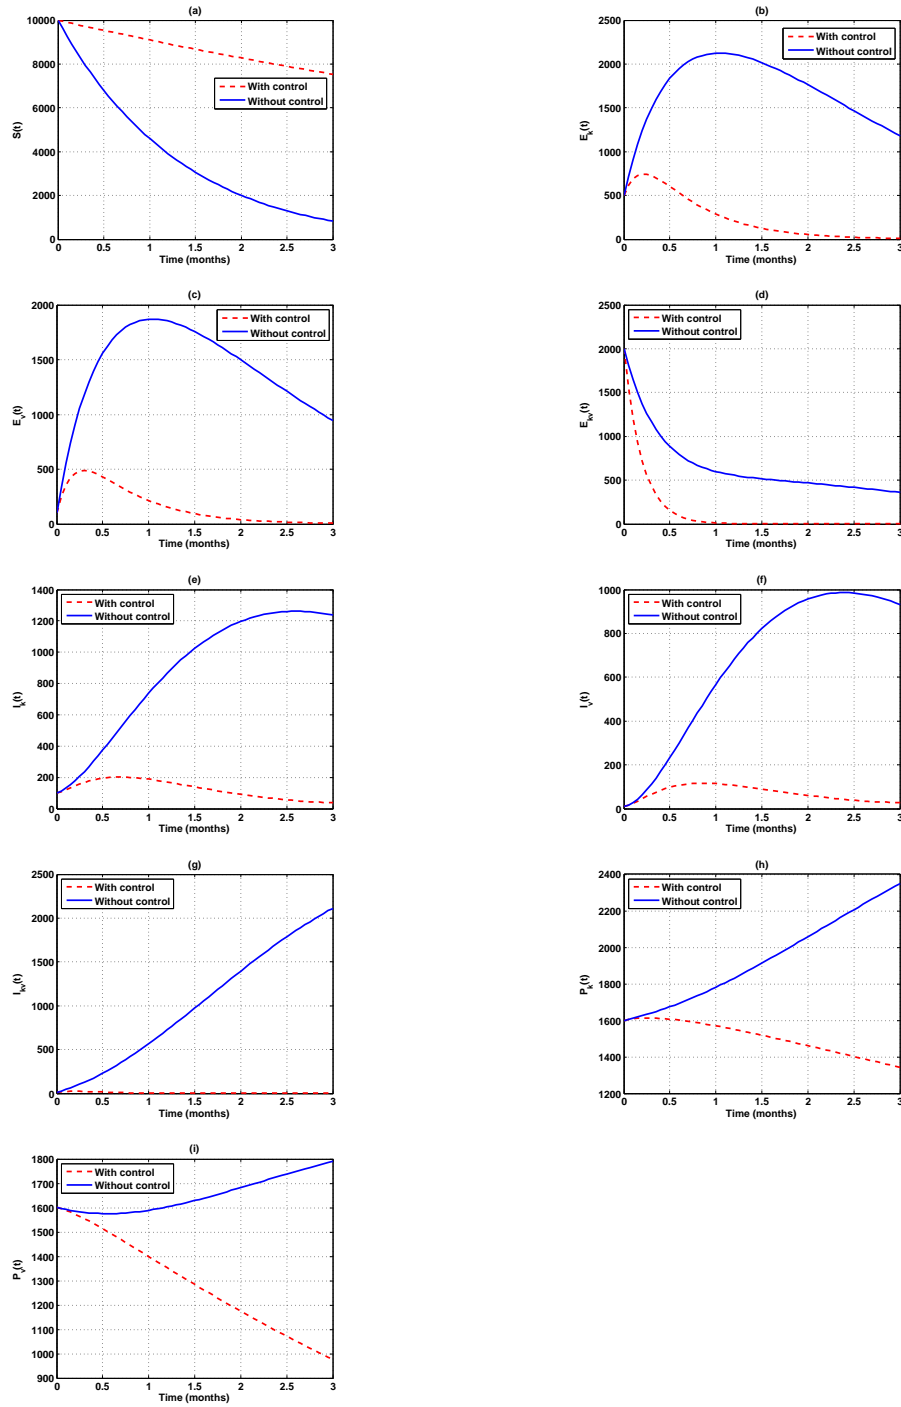 (a)
10000
8000
6000
4000
2000
0
S(t)
With control
Without control
0 0.5 1 1.5 2 2.5 3
Time (months)
(b)
2500
2000
1500
1000
500
0
E_k(t)
With control
Without control
0 0.5 1 1.5 2 2.5 3
Time (months)
(c)
2000
1500
1000
500
0
E_v(t)
With control
Without control
0 0.5 1 1.5 2 2.5 3
Time (months)
(d)
2500
2000
1500
1000
500
0
E_kv(t)
With control
Without control
0 0.5 1 1.5 2 2.5 3
Time (months)
(e)
1400
1200
1000
800
600
400
200
0
I_k(t)
With control
Without control
0 0.5 1 1.5 2 2.5 3
Time (months)
(f)
1000
800
600
400
200
0
I_v(t)
With control
Without control
0 0.5 1 1.5 2 2.5 3
Time (months)
(g)
2500
2000
1500
1000
500
0
I_kv(t)
With control
Without control
0 0.5 1 1.5 2 2.5 3
Time (months)
(h)
2400
2200
2000
1800
1600
1400
1200
P_k(t)
With control
Without control
0 0.5 1 1.5 2 2.5 3
Time (months)
(i)
1800
1700
1600
1500
1400
1300
1200
1100
1000
900
P_v(t)
With control
Without control
0 0.5 1 1.5 2 2.5 3
Time (months)